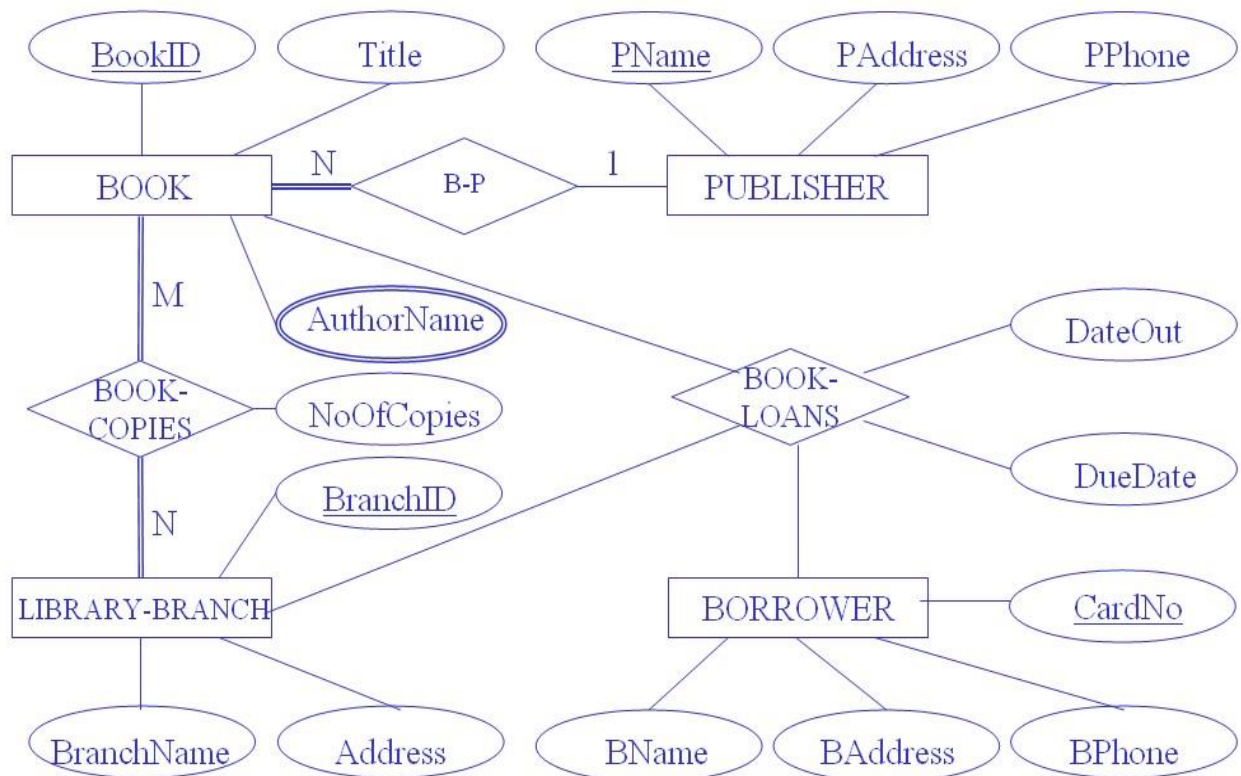 BookID
Title
PName
PAddress
PPhone
BOOK
N
B-P
1
PUBLISHER
M
AuthorName
DateOut
BOOK-
COPIES
NoOfCopies
BOOK-
LOANS
DueDate
BranchID
N
LIBRARY-BRANCH
BORROWER
CardNo
BranchName
Address
BName
BAddress
BPhone